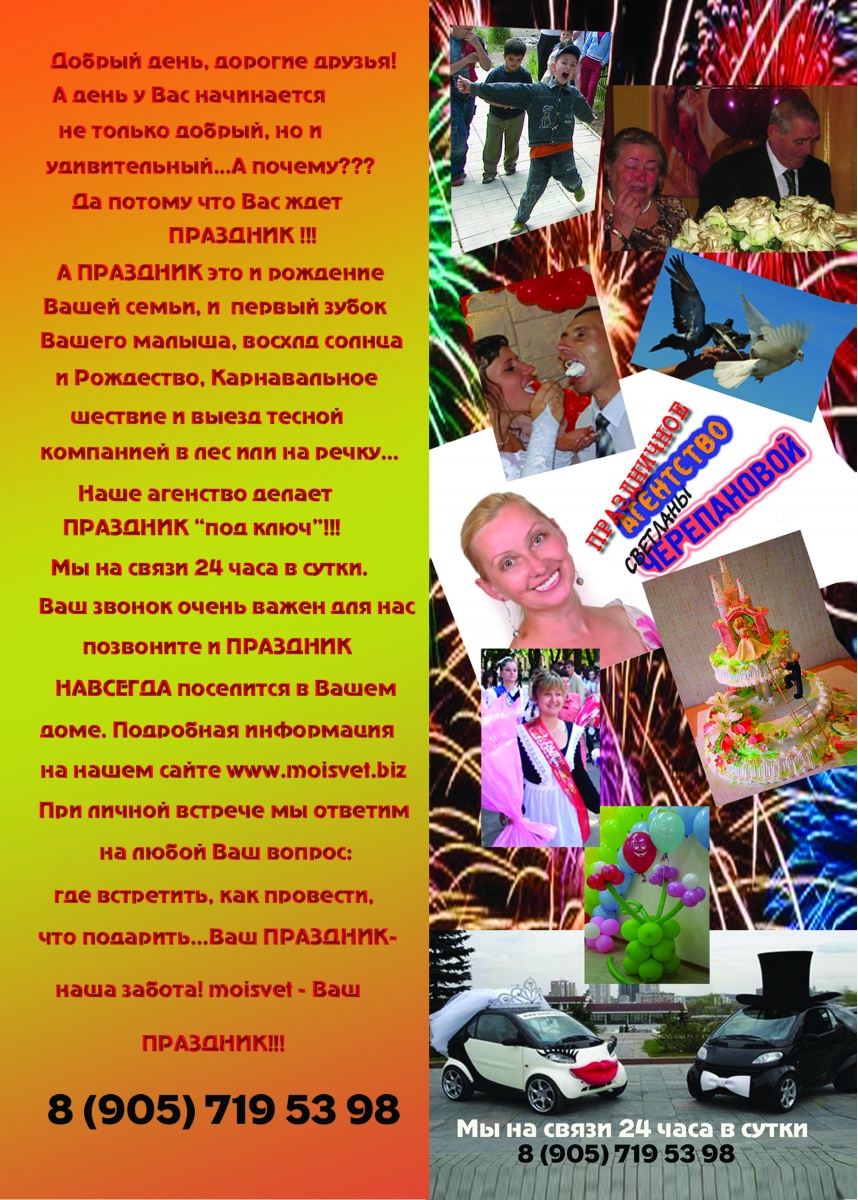 Добрый день, дорогие друзья!
А день у Вас начинается
не только добрый, но и
удивительный...А почему???
Да потому что Вас ждет
ПРАЗДНИК !!!
А ПРАЗДНИК это и рождение
Вашей семьи, и первый зубок
Вашего малыша, восхлд солнца
и Рождество, Карнавальное
шествие и выезд тесной
компанией в лес или на речку...
Наше агенство делает
ПРАЗДНИК “под ключ”!!!
Мы на связи 24 часа в сутки.
Ваш звонок очень важен для нас
позвоните и ПРАЗДНИК
НАВСЕГДА поселится в Вашем
доме. Подробная информация
на нашем сайте www.moisvet.biz
При личной встрече мы ответим
на любой Ваш вопрос:
где встретить, как провести,
что подарить...Ваш ПРАЗДНИК-
наша забота! moisvet - Ваш
ПРАЗДНИК!!!
8 (905) 719 53 98
ПРАЗДНИЧНОЕ
АГЕНТСТВО
СВЕТЛАНЫ
ЧЕРЕПАНОВОЙ
Мы на связи 24 часа в сутки
8 (905) 719 53 98